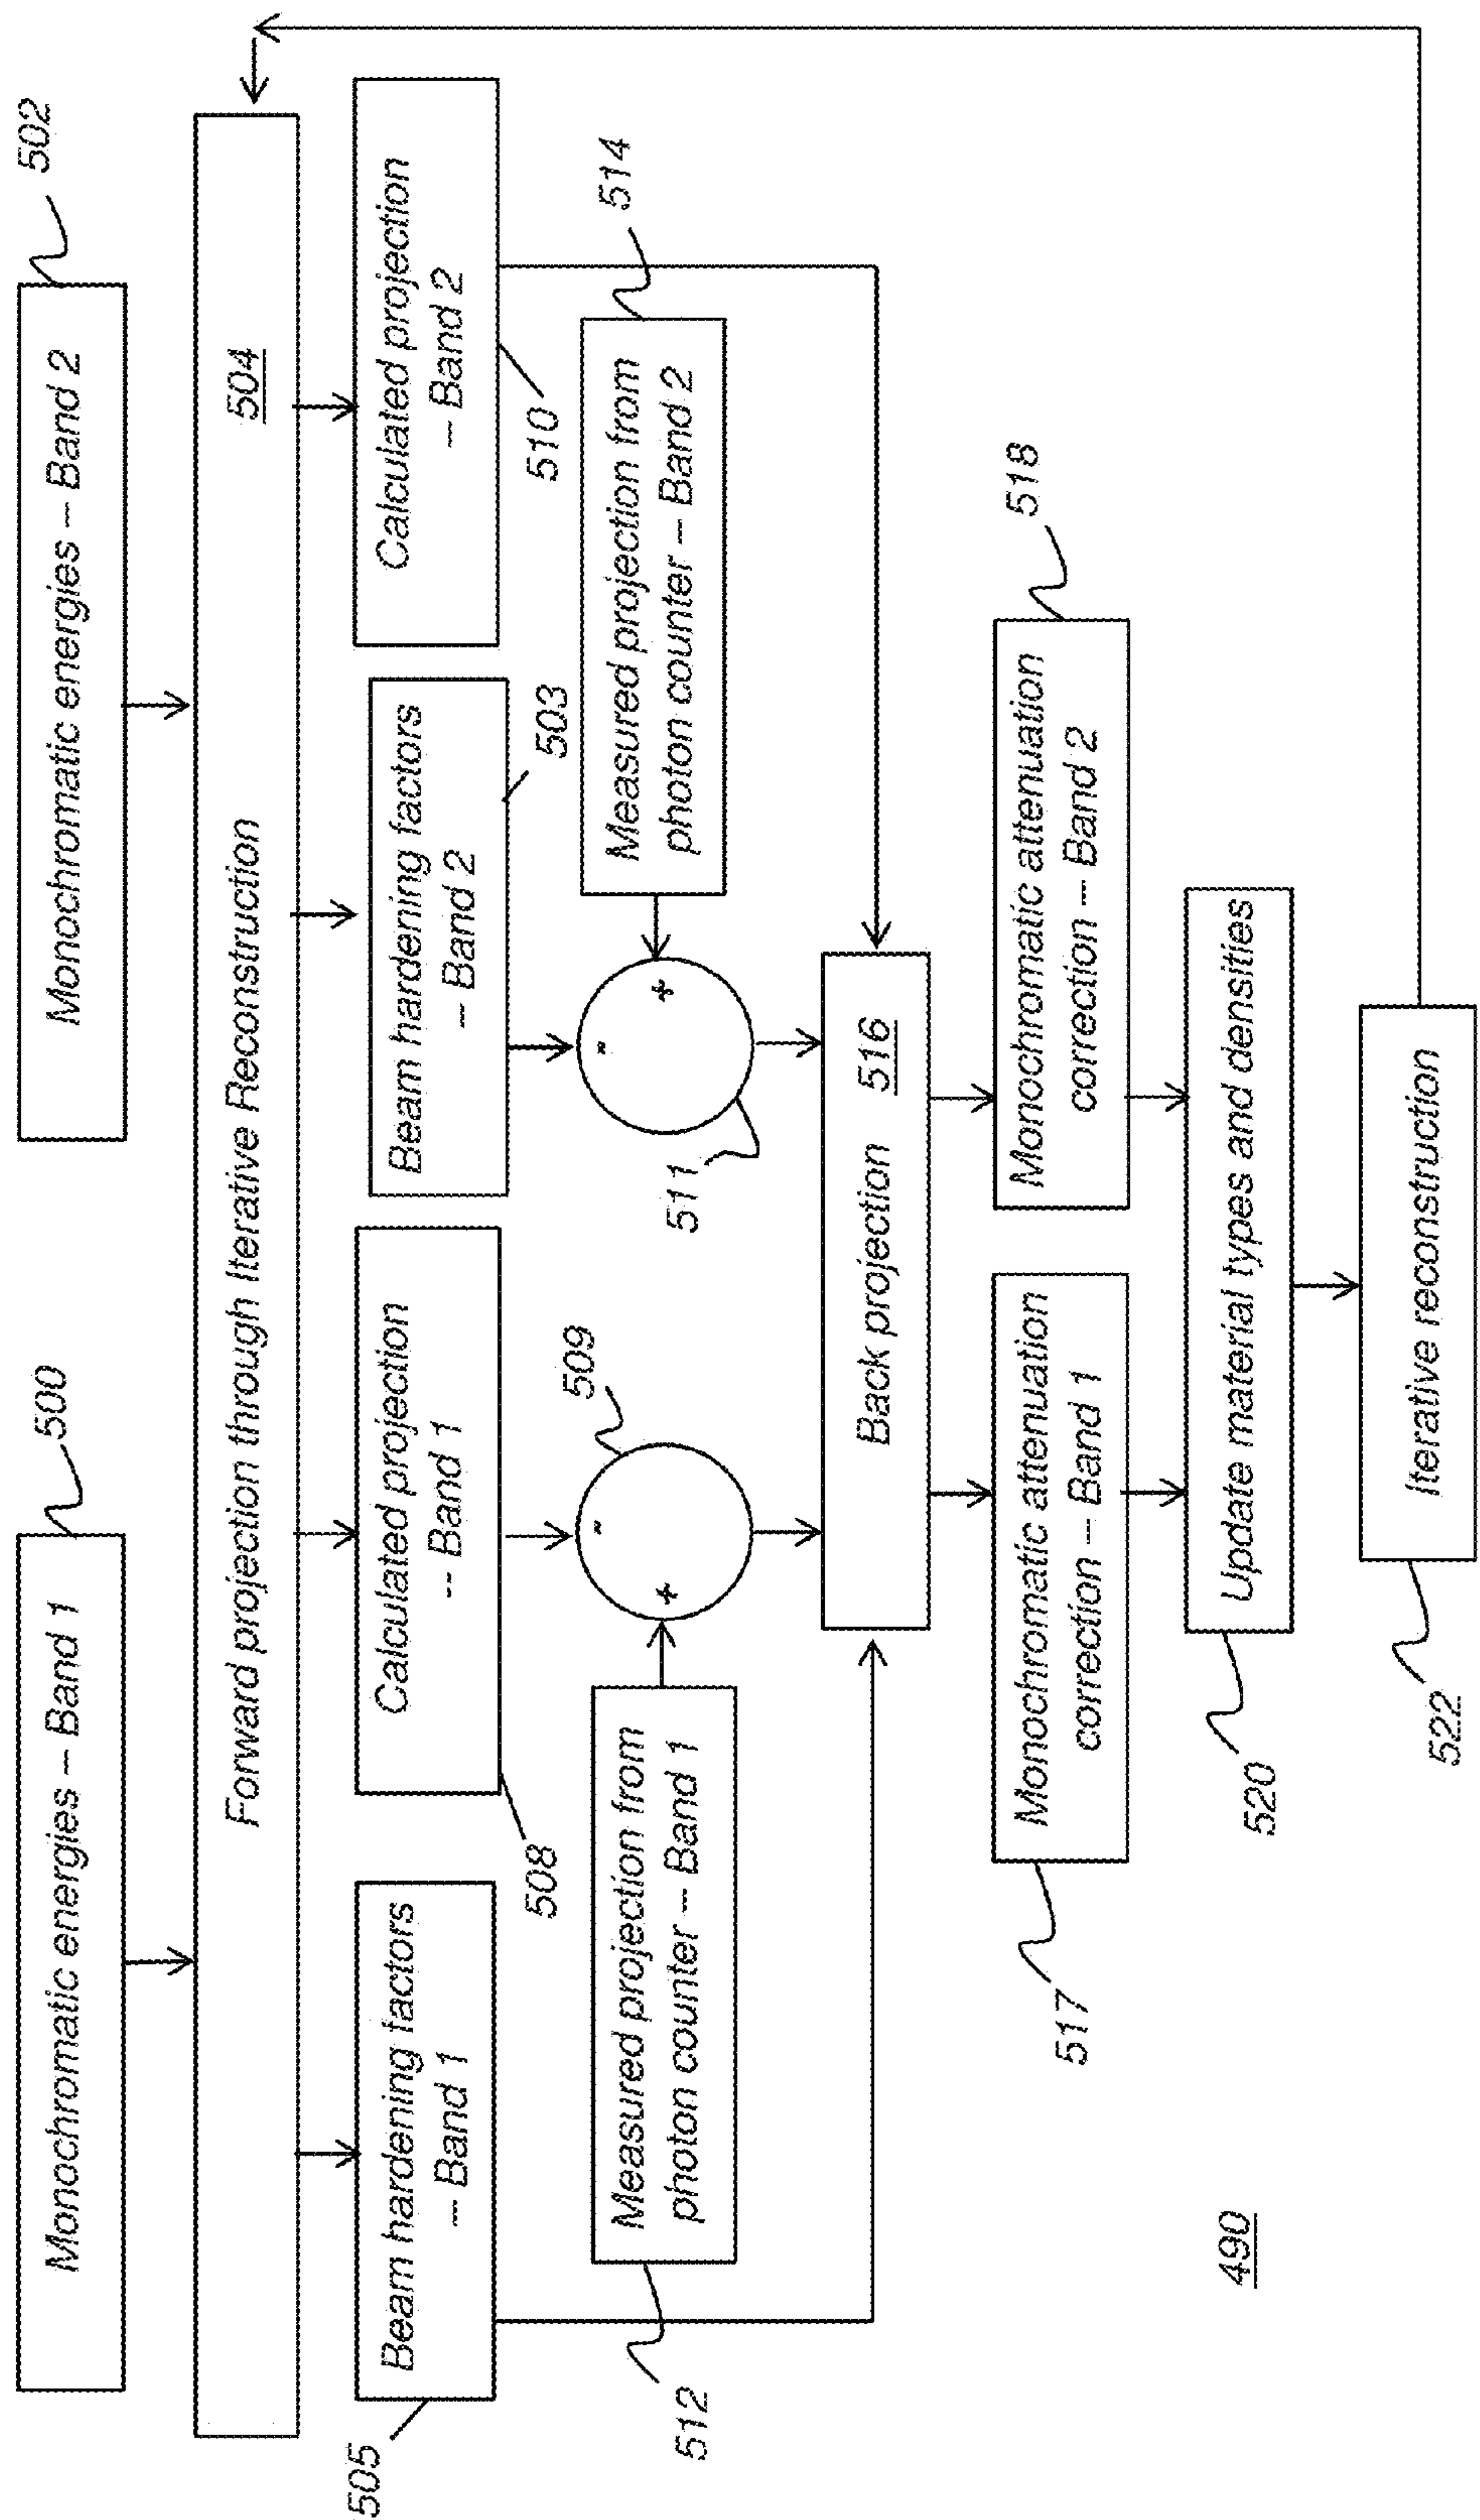 Monochromatic energies – Band 1
500
Monochromatic energies – Band 2
502
Forward projection through Iterative Reconstruction
504
Beam hardening factors
– Band 1
505
Calculated projection
-- Band 1
508
Beam hardening factors
– Band 2
503
Calculated projection
– Band 2
510
Measured projection from
photon counter – Band 1
512
+
-
509
-
+
511
Measured projection from
photon counter – Band 2
514
Back projection
516
Monochromatic attenuation
correction – Band 1
517
Monochromatic attenuation
correction – Band 2
518
Update material types and densities
520
Iterative reconstruction
522
490